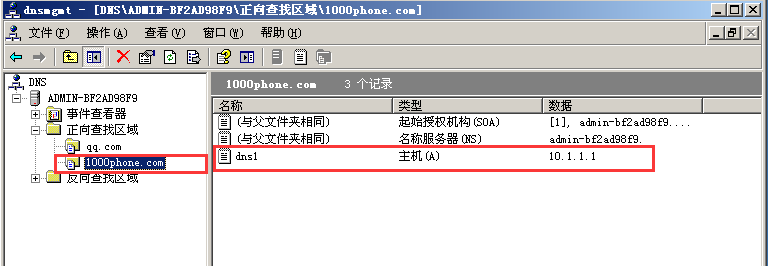 dnsmgmt - [DNS\ADMIN-BF2AD98F9\正向查找区域\1000phone.com]
文件(F) 操作(A) 查看(V) 窗口(W) 帮助(H)
DNS
ADMIN-BF2AD98F9
事件查看器
正向查找区域
qq.com
1000phone.com
反向查找区域
1000phone.com 3 个记录
名称 类型 数据
(与父文件夹相同) 起始授权机构(SOA) [1], admin-bf2ad98f9....
(与父文件夹相同) 名称服务器(NS) admin-bf2ad98f9.
dns1 主机(A) 10.1.1.1